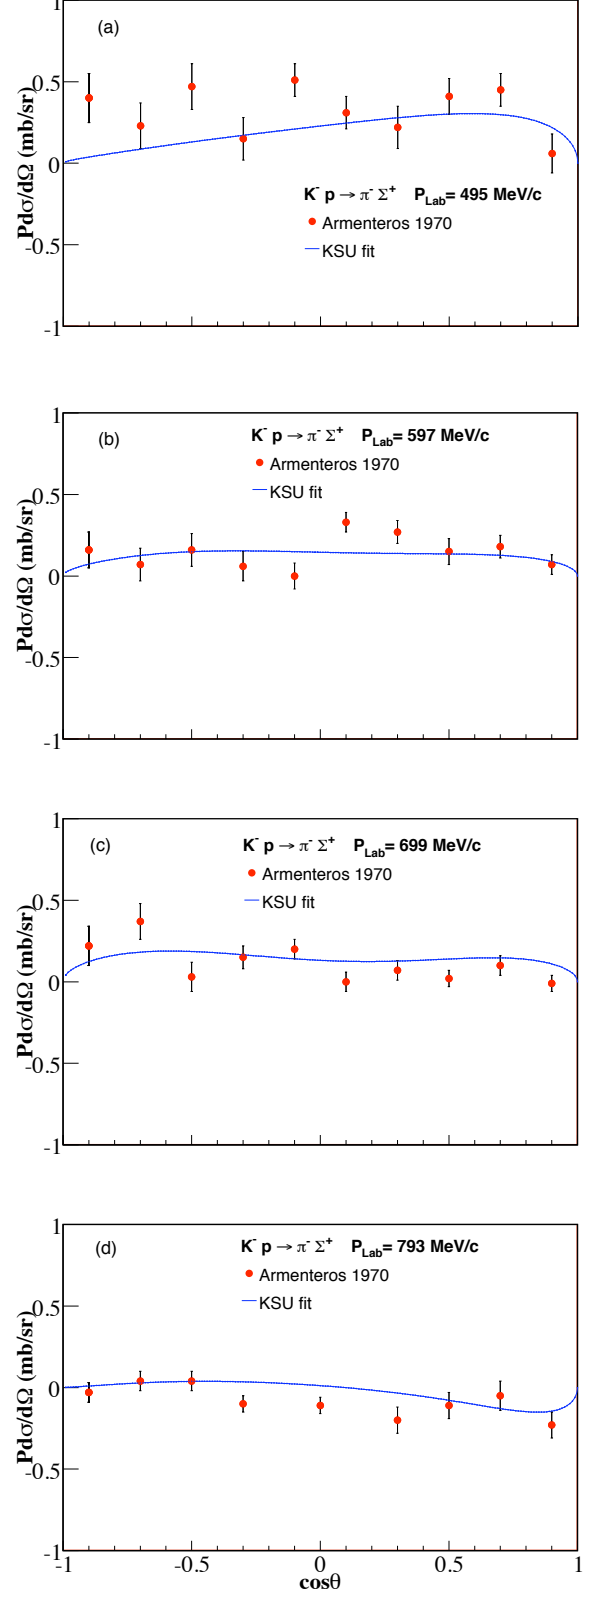 1
(a)
0.5
0
-0.5
-1
Pdσ/dΩ (mb/sr)
K⁻ p → π⁻ Σ⁺ P_Lab= 495 MeV/c
Armenteros 1970
KSU fit
1
(b)
K⁻ p → π⁻ Σ⁺ P_Lab= 597 MeV/c
Armenteros 1970
KSU fit
0.5
0
-0.5
-1
Pdσ/dΩ (mb/sr)
1
(c)
K⁻ p → π⁻ Σ⁺ P_Lab= 699 MeV/c
Armenteros 1970
KSU fit
0.5
0
-0.5
-1
Pdσ/dΩ (mb/sr)
1
(d)
K⁻ p → π⁻ Σ⁺ P_Lab= 793 MeV/c
Armenteros 1970
KSU fit
0.5
0
-0.5
-1
Pdσ/dΩ (mb/sr)
-1 -0.5 0 0.5 1
cosθ